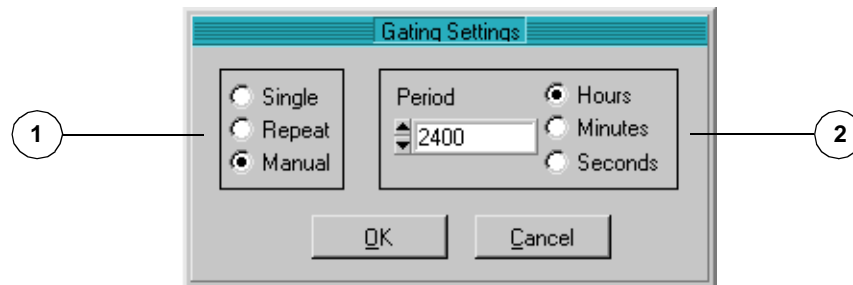 Gating Settings
1
Single
Repeat
Manual
Period
2400
Hours
Minutes
Seconds
2
OK
Cancel